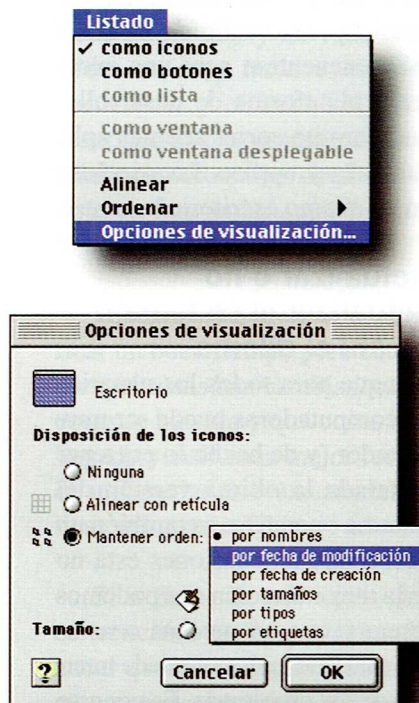 Listado
✓ como iconos
como botones
como lista
como ventana
como ventana desplegable
Alinear
Ordenar ▶
Opciones de visualización...
Opciones de visualización
Escritorio
Disposición de los iconos:
Ninguna
Alinear con retícula
Mantener orden: • por nombres
por fecha de modificación
por fecha de creación
por tamaños
por tipos
Tamaño: por etiquetas
? Cancelar OK